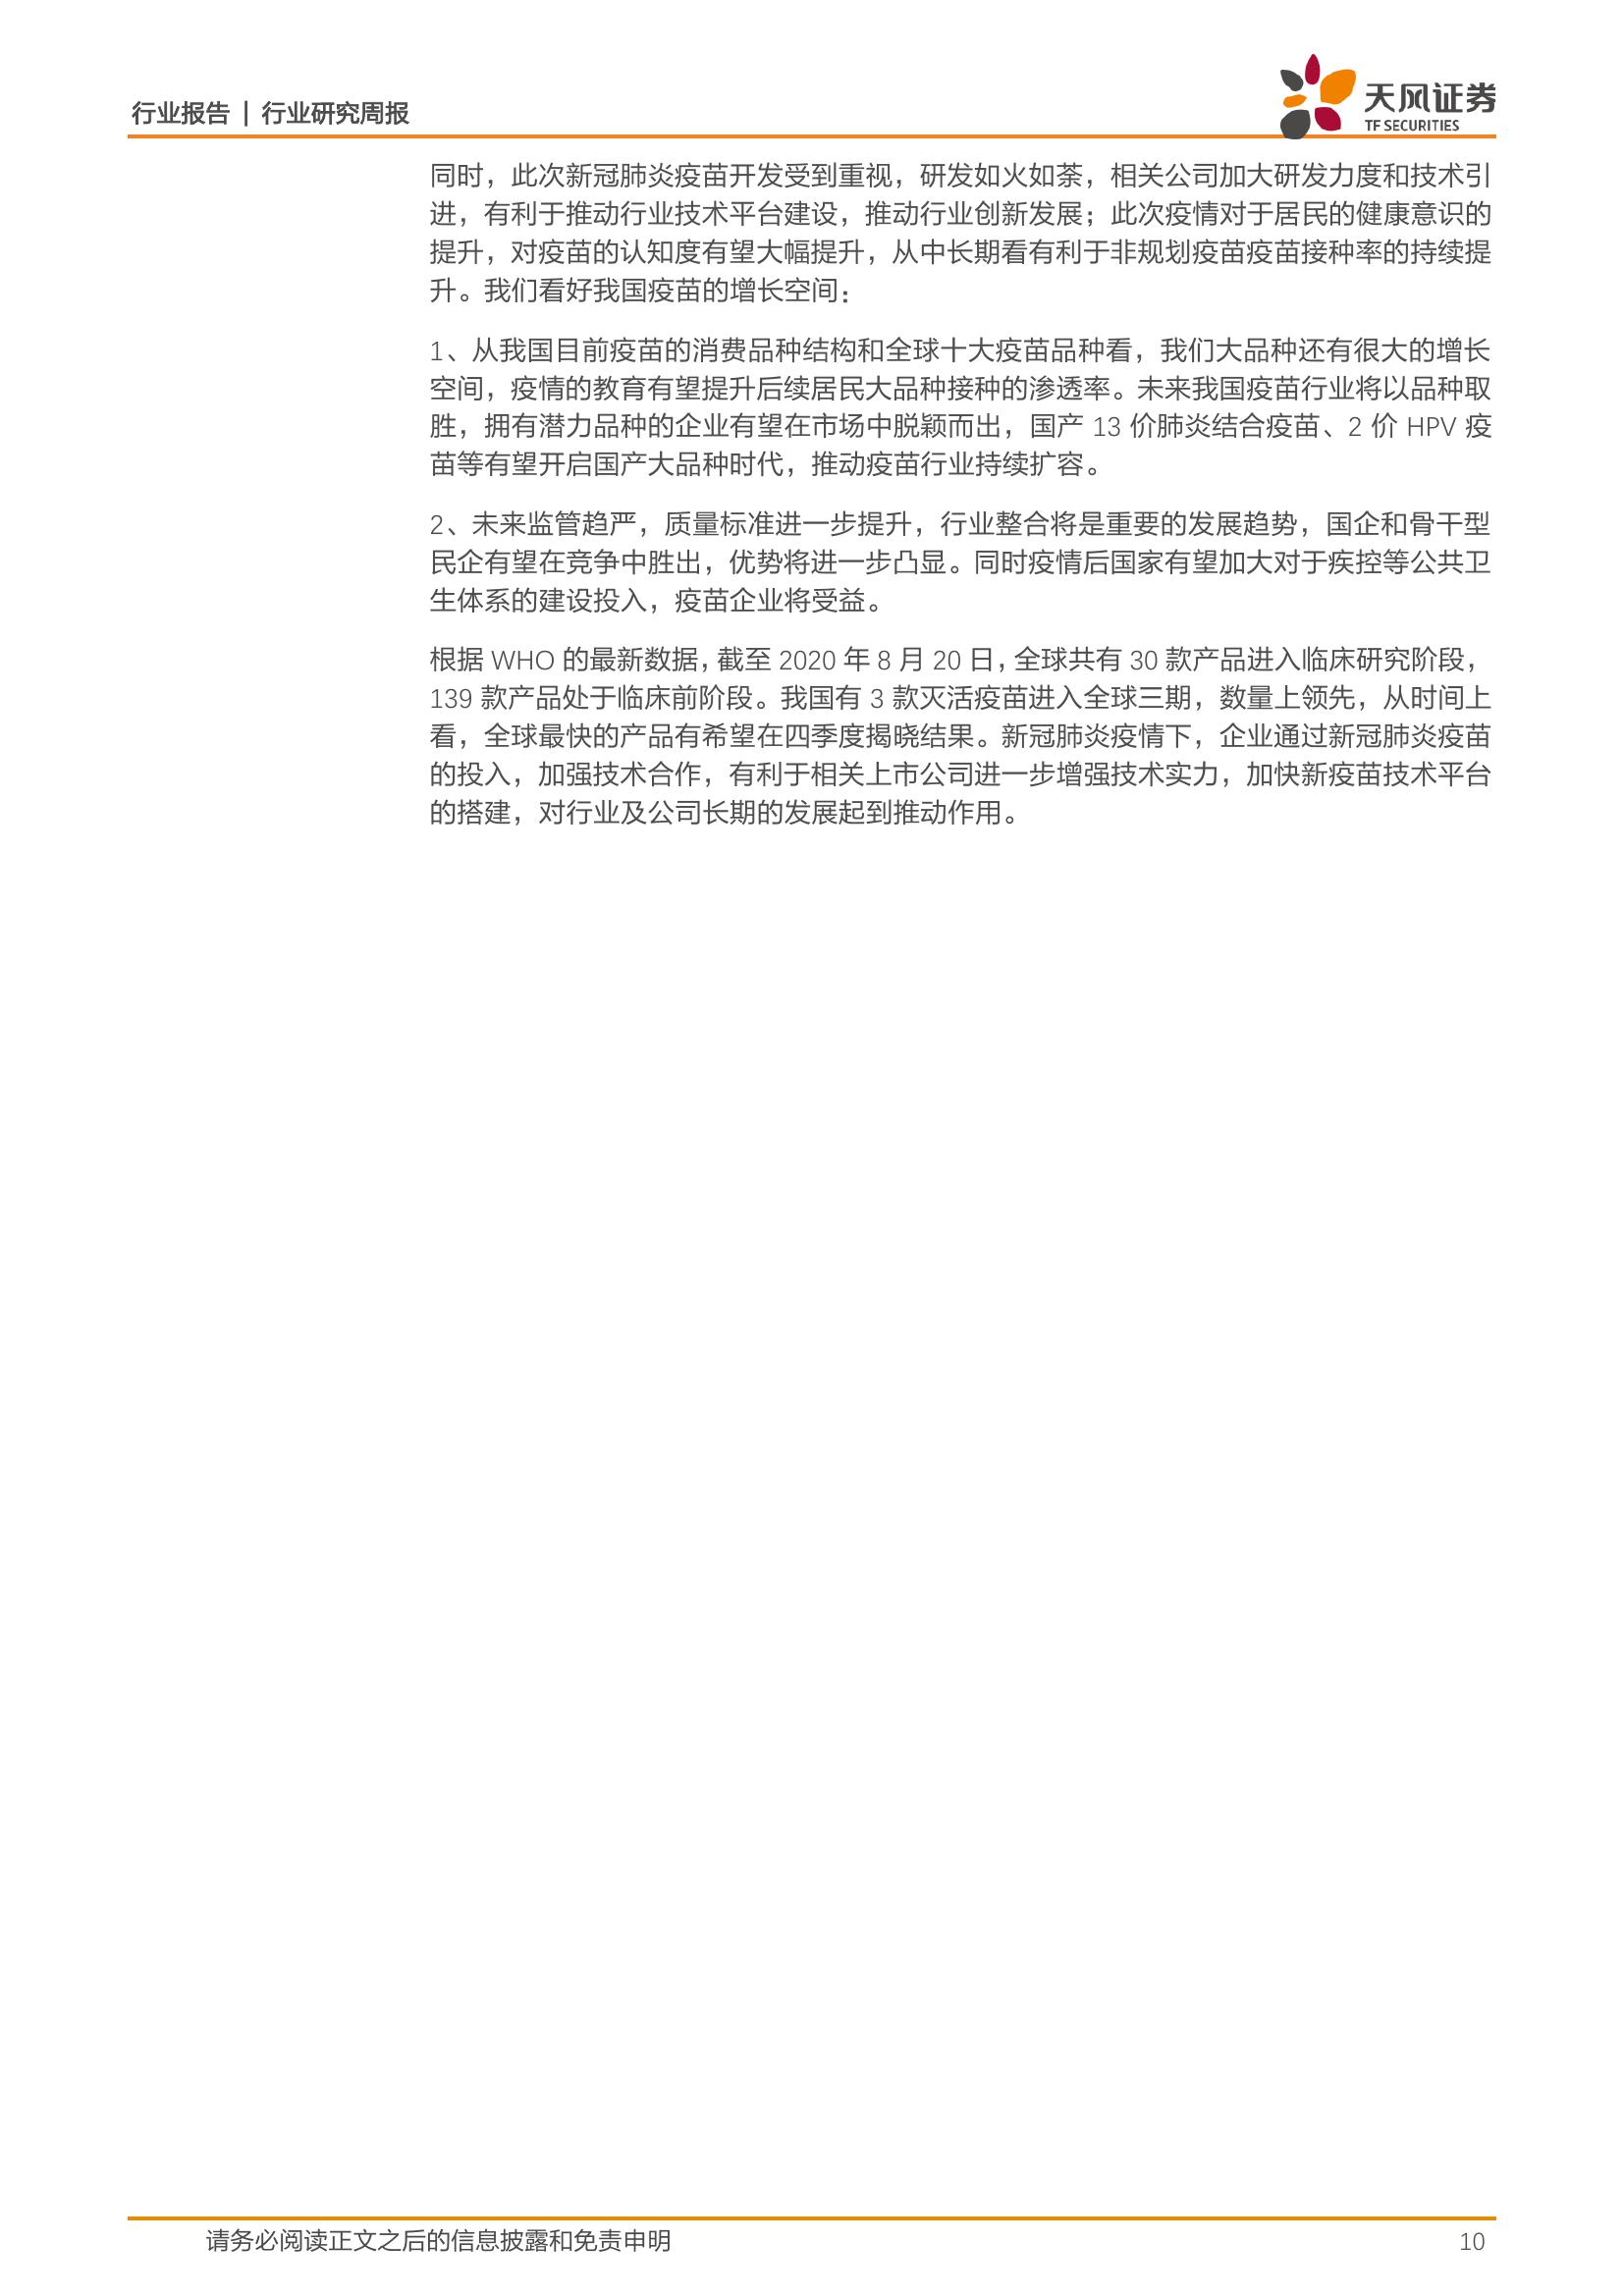 行业报告 | 行业研究周报
天风证券
TF SECURITIES
同时，此次新冠肺炎疫苗开发受到重视，研发如火如荼，相关公司加大研发力度和技术引
进，有利于推动行业技术平台建设，推动行业创新发展；此次疫情对于居民的健康意识的
提升，对疫苗的认知度有望大幅提升，从中长期看有利于非规划疫苗疫苗接种率的持续提
升。我们看好我国疫苗的增长空间：
1、从我国目前疫苗的消费品种结构和全球十大疫苗品种看，我们大品种还有很大的增长
空间，疫情的教育有望提升后续居民大品种接种的渗透率。未来我国疫苗行业将以品种取
胜，拥有潜力品种的企业有望在市场中脱颖而出，国产 13 价肺炎结合疫苗、2 价 HPV 疫
苗等有望开启国产大品种时代，推动疫苗行业持续扩容。
2、未来监管趋严，质量标准进一步提升，行业整合将是重要的发展趋势，国企和骨干型
民企有望在竞争中胜出，优势将进一步凸显。同时疫情后国家有望加大对于疾控等公共卫
生体系的建设投入，疫苗企业将受益。
根据 WHO 的最新数据，截至 2020 年 8 月 20 日，全球共有 30 款产品进入临床研究阶段，
139 款产品处于临床前阶段。我国有 3 款灭活疫苗进入全球三期，数量上领先，从时间上
看，全球最快的产品有希望在四季度揭晓结果。新冠肺炎疫情下，企业通过新冠肺炎疫苗
的投入，加强技术合作，有利于相关上市公司进一步增强技术实力，加快新疫苗技术平台
的搭建，对行业及公司长期的发展起到推动作用。
请务必阅读正文之后的信息披露和免责申明
10